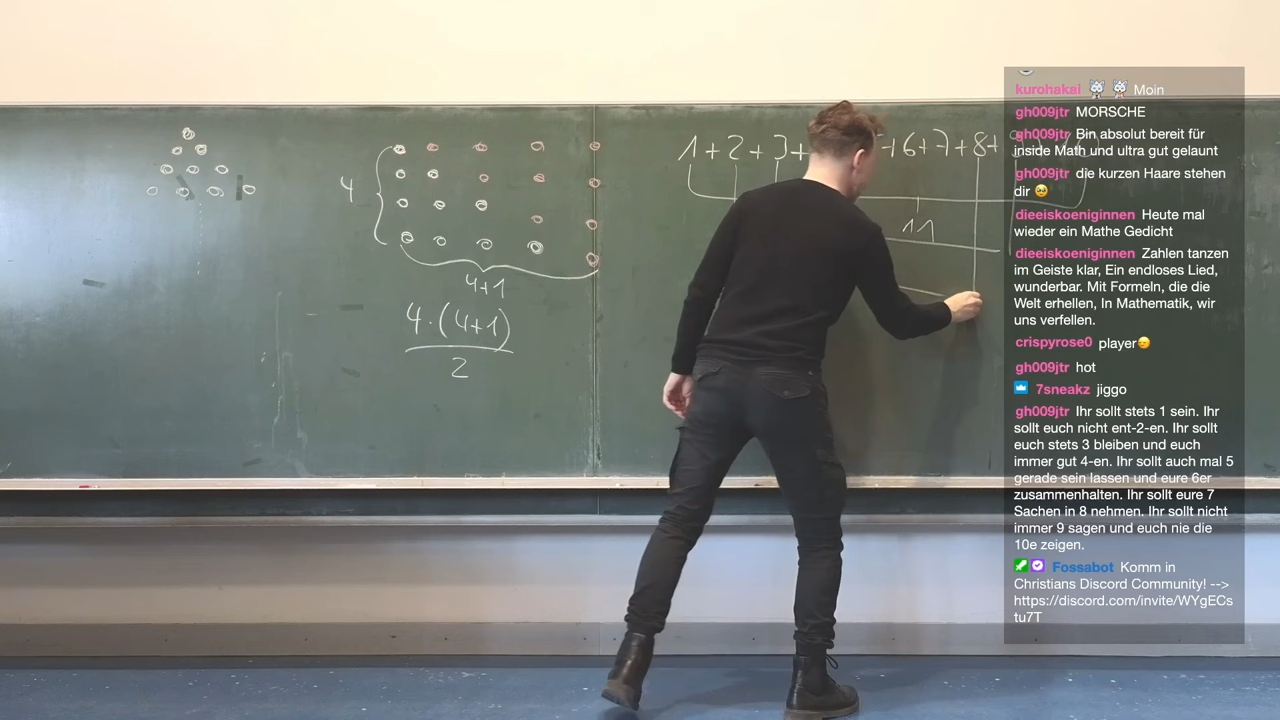 4
4+1
4·(4+1)
2
1+2+3+
+6+7+8+
11
kurohakai Moin
gh009jtr MORSCHE
gh009jtr Bin absolut bereit für
inside Math und ultra gut gelaunt
gh009jtr die kurzen Haare stehen
dir 🥹
dieeiskoeniginnen Heute mal
wieder ein Mathe Gedicht
dieeiskoeniginnen Zahlen tanzen
im Geiste klar, Ein endloses Lied,
wunderbar. Mit Formeln, die die
Welt erhellen, In Mathematik, wir
uns verfellen.
crispyrose0 player
gh009jtr hot
7sneakz jiggo
gh009jtr Ihr sollt stets 1 sein. Ihr
sollt euch nicht ent-2-en. Ihr sollt
euch stets 3 bleiben und euch
immer gut 4-en. Ihr sollt auch mal 5
gerade sein lassen und eure 6er
zusammenhalten. Ihr sollt eure 7
Sachen in 8 nehmen. Ihr sollt nicht
immer 9 sagen und euch nie die
10e zeigen.
Fossabot Komm in
Christians Discord Community! -->
https://discord.com/invite/WYgECs
tu7T